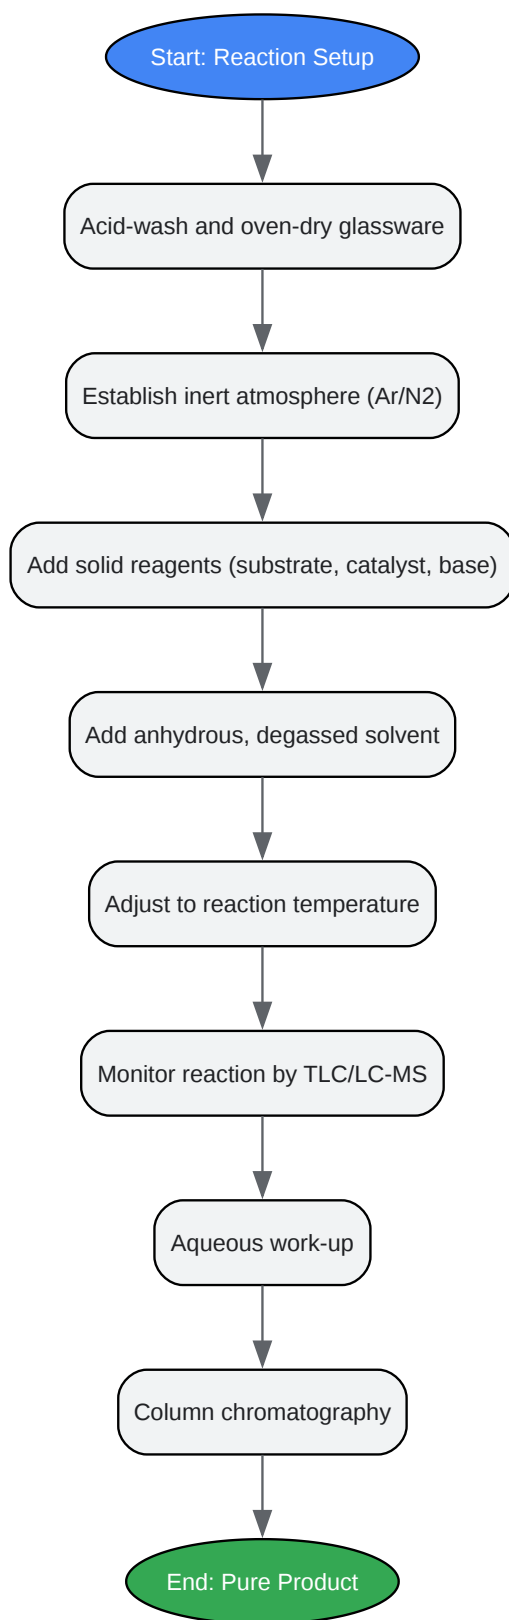 Start: Reaction Setup
Acid-wash and oven-dry glassware
Establish inert atmosphere (Ar/N2)
Add solid reagents (substrate, catalyst, base)
Add anhydrous, degassed solvent
Adjust to reaction temperature
Monitor reaction by TLC/LC-MS
Aqueous work-up
Column chromatography
End: Pure Product